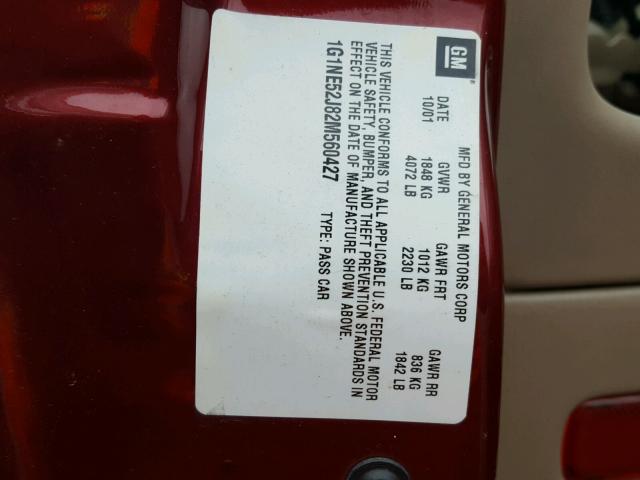 GM
MFD BY GENERAL MOTORS CORP
DATE GVWR GAWR FRT GAWR RR
10/01 1848 KG 1012 KG 836 KG
4072 LB 2230 LB 1842 LB
THIS VEHICLE CONFORMS TO ALL APPLICABLE U.S. FEDERAL MOTOR
VEHICLE SAFETY, BUMPER, AND THEFT PREVENTION STANDARDS IN
EFFECT ON THE DATE OF MANUFACTURE SHOWN ABOVE.
1G1NE52J82M560427 TYPE: PASS CAR